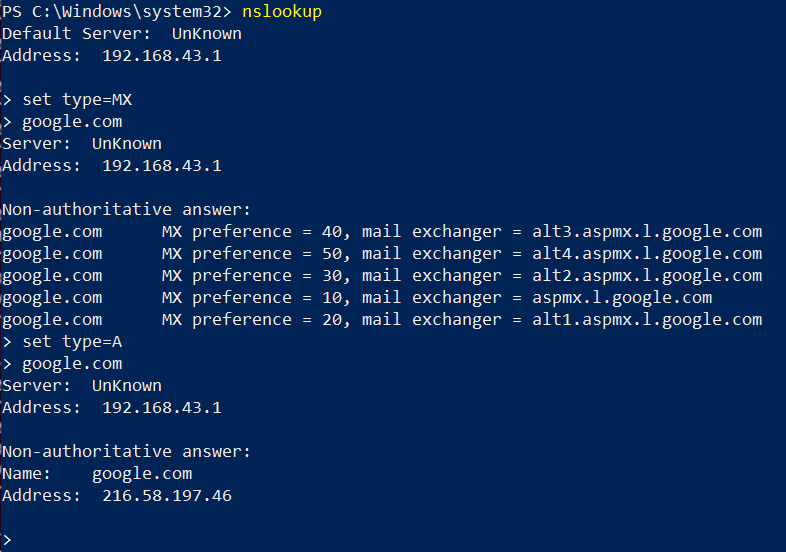 PS C:\Windows\system32> nslookup
Default Server:  UnKnown
Address:  192.168.43.1
> set type=MX
> google.com
Server:  UnKnown
Address:  192.168.43.1
Non-authoritative answer:
google.com      MX preference = 40, mail exchanger = alt3.aspmx.l.google.com
google.com      MX preference = 50, mail exchanger = alt4.aspmx.l.google.com
google.com      MX preference = 30, mail exchanger = alt2.aspmx.l.google.com
google.com      MX preference = 10, mail exchanger = aspmx.l.google.com
google.com      MX preference = 20, mail exchanger = alt1.aspmx.l.google.com
> set type=A
> google.com
Server:  UnKnown
Address:  192.168.43.1
Non-authoritative answer:
Name:    google.com
Address:  216.58.197.46
>